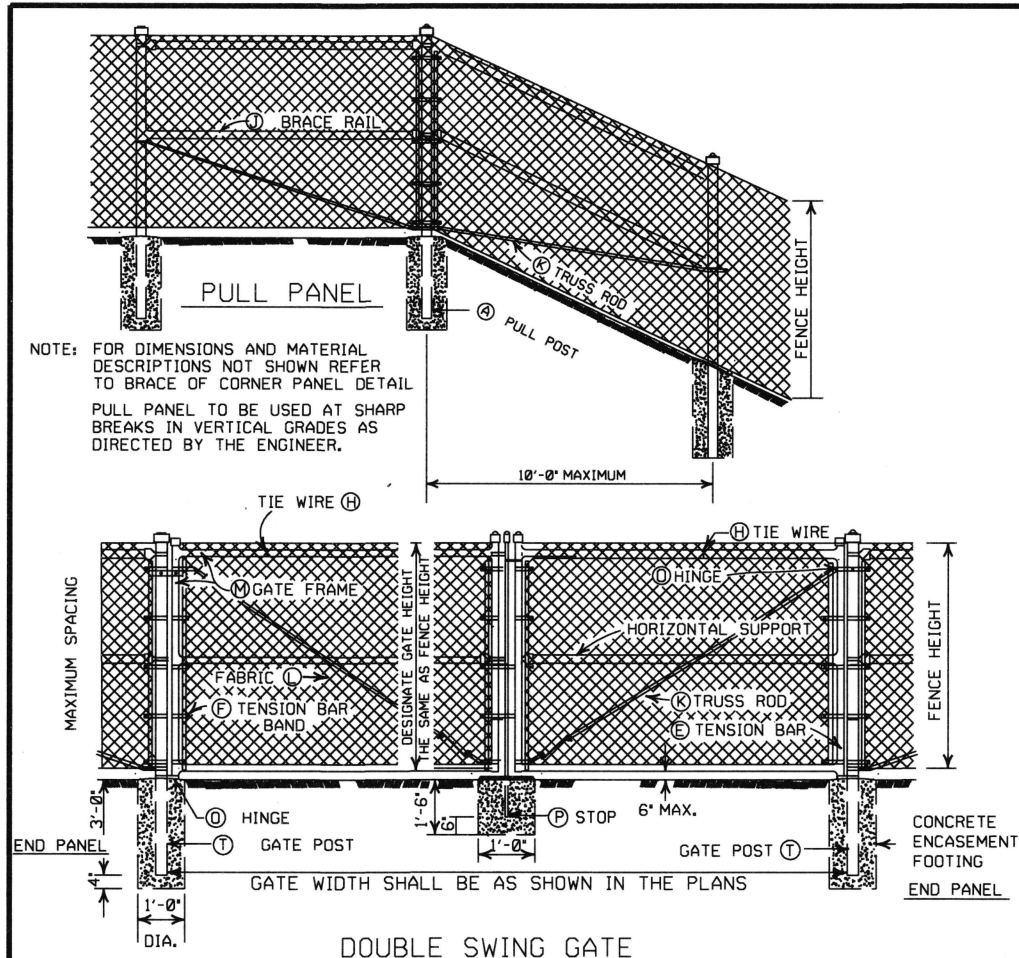 Ⓙ BRACE RAIL
Ⓚ TRUSS ROD
FENCE HEIGHT
PULL PANEL
Ⓐ PULL POST
NOTE: FOR DIMENSIONS AND MATERIAL
DESCRIPTIONS NOT SHOWN REFER
TO BRACE OF CORNER PANEL DETAIL
PULL PANEL TO BE USED AT SHARP
BREAKS IN VERTICAL GRADES AS
DIRECTED BY THE ENGINEER.
10'-0" MAXIMUM
TIE WIRE Ⓗ
Ⓗ TIE WIRE
MAXIMUM SPACING
Ⓜ GATE FRAME
DESIGNATE GATE HEIGHT
THE SAME AS FENCE HEIGHT
Ⓞ HINGE
HORIZONTAL SUPPORT
FENCE HEIGHT
FABRIC Ⓛ
Ⓕ TENSION BAR
BAND
Ⓚ TRUSS ROD
Ⓔ TENSION BAR
3'-0"
Ⓞ HINGE
1'-6"
6"
Ⓟ STOP
6" MAX.
CONCRETE
ENCASEMENT
FOOTING
END PANEL
Ⓣ GATE POST
1'-0"
GATE POST Ⓣ
END PANEL
4"
GATE WIDTH SHALL BE AS SHOWN IN THE PLANS
1'-0"
DIA.
DOUBLE SWING GATE